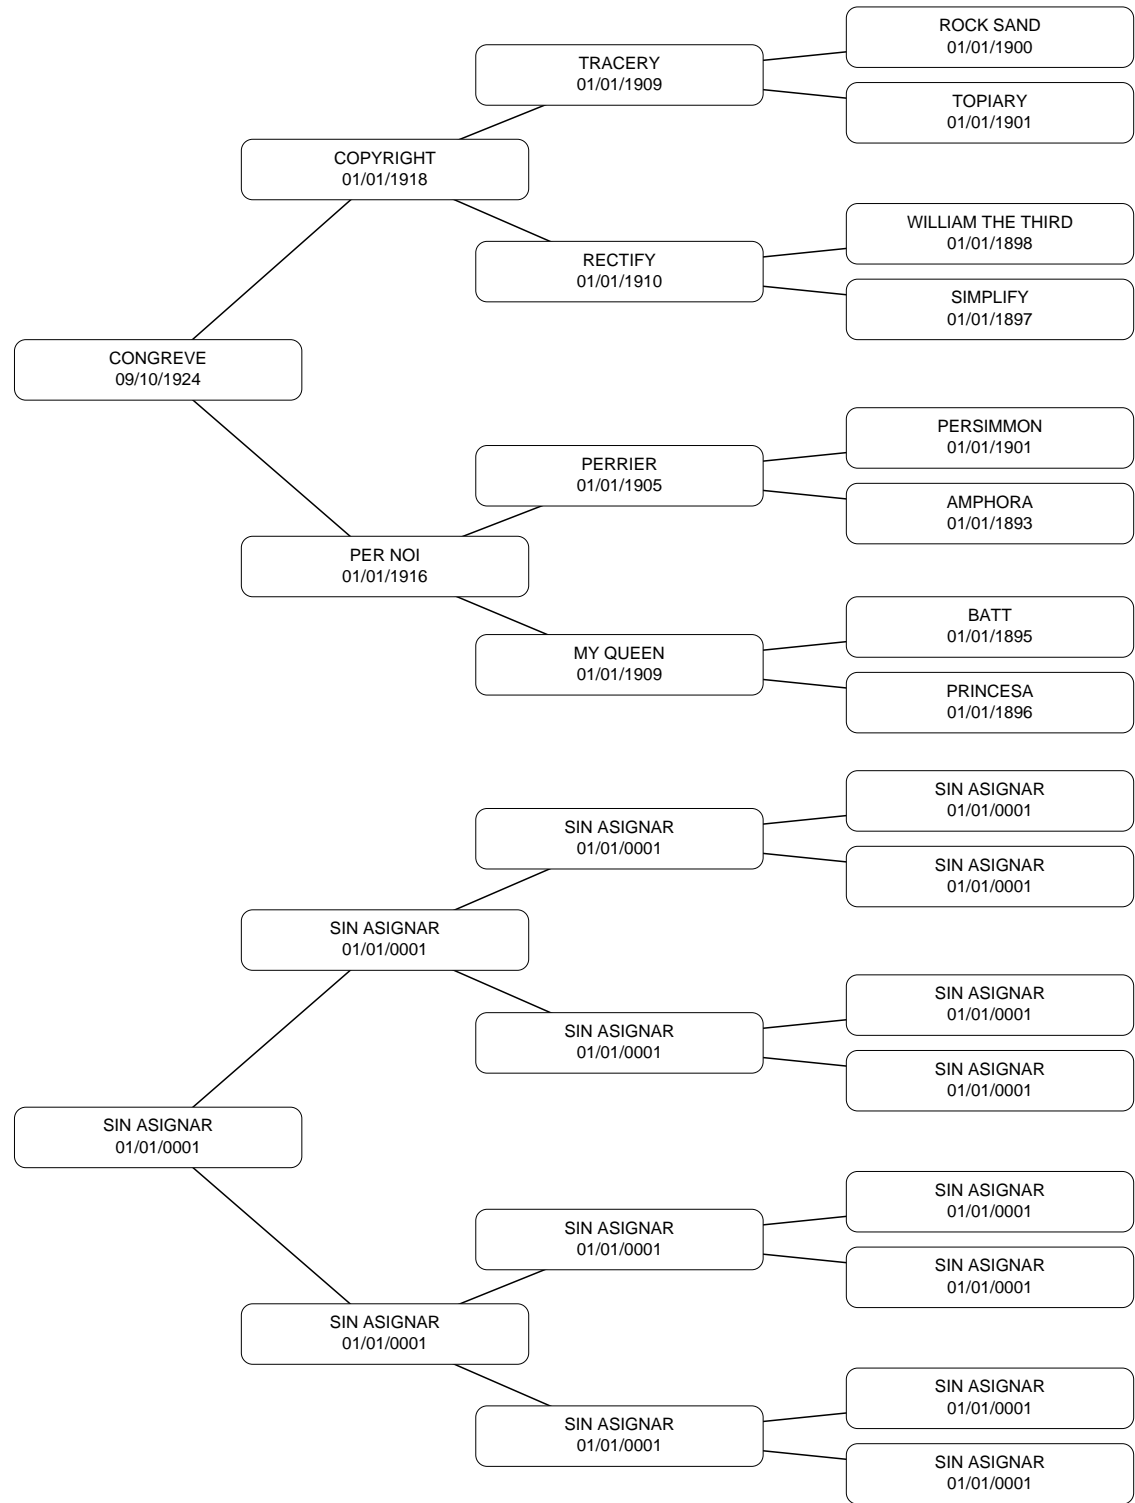 ROCK SAND
01/01/1900
TRACERY
01/01/1909
TOPIARY
01/01/1901
COPYRIGHT
01/01/1918
WILLIAM THE THIRD
01/01/1898
RECTIFY
01/01/1910
SIMPLIFY
01/01/1897
CONGREVE
09/10/1924
PERSIMMON
01/01/1901
PERRIER
01/01/1905
AMPHORA
01/01/1893
PER NOI
01/01/1916
BATT
01/01/1895
MY QUEEN
01/01/1909
PRINCESA
01/01/1896
SIN ASIGNAR
01/01/0001
SIN ASIGNAR
01/01/0001
SIN ASIGNAR
01/01/0001
SIN ASIGNAR
01/01/0001
SIN ASIGNAR
01/01/0001
SIN ASIGNAR
01/01/0001
SIN ASIGNAR
01/01/0001
SIN ASIGNAR
01/01/0001
SIN ASIGNAR
01/01/0001
SIN ASIGNAR
01/01/0001
SIN ASIGNAR
01/01/0001
SIN ASIGNAR
01/01/0001
SIN ASIGNAR
01/01/0001
SIN ASIGNAR
01/01/0001
SIN ASIGNAR
01/01/0001